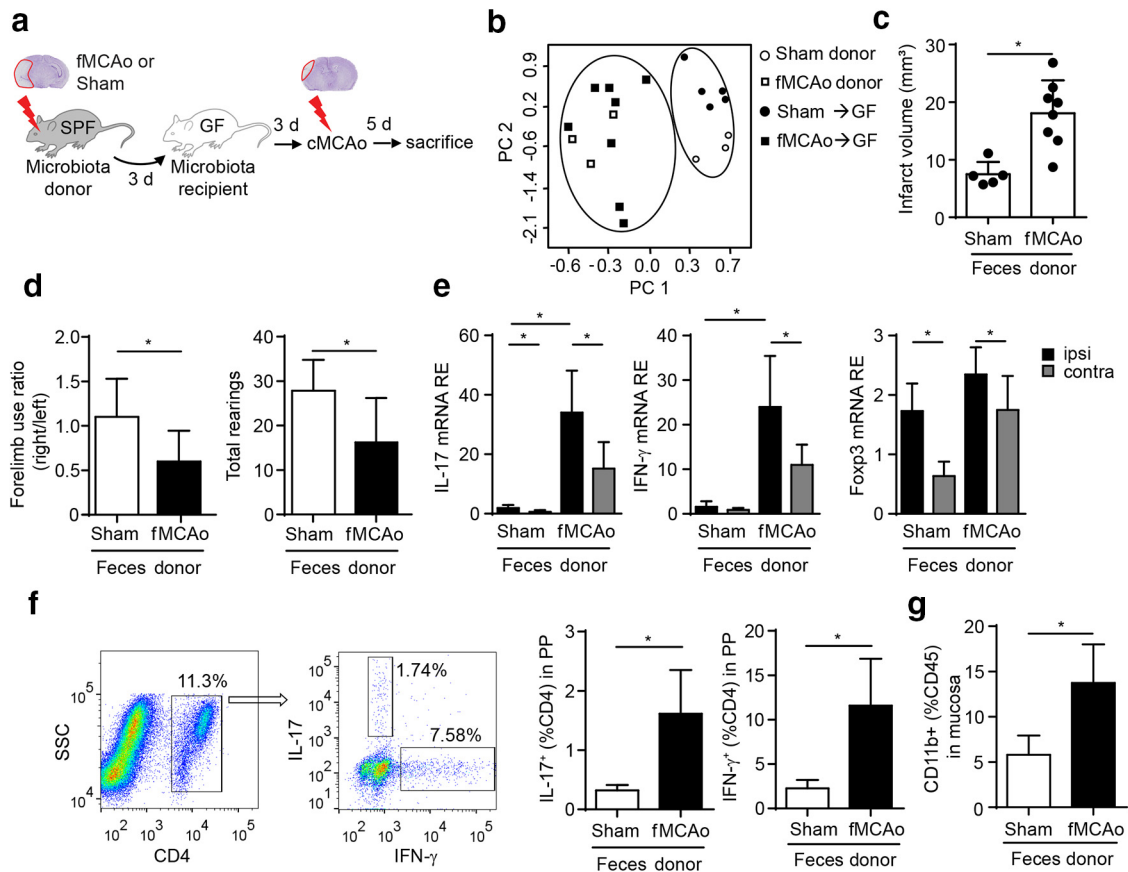 a
fMCAo or
Sham
SPF
GF
3 d
cMCAo
5 d
sacrifice
Microbiota
donor
3 d
Microbiota
recipient
b
PC 2
0.9
0.2
-0.6
-1.4
-2.1
-0.6
-0.3
0.0
0.3
0.7
PC 1
Sham donor
fMCAo donor
Sham →GF
fMCAo→GF
c
Infarct volume (mm³)
30
20
10
0
*
Sham fMCAo
Feces donor
d
Forelimb use ratio
(right/left)
2.0
1.5
1.0
0.5
0
*
Sham fMCAo
Feces donor
Total rearings
40
30
20
10
0
*
Sham fMCAo
Feces donor
e
IL-17 mRNA RE
60
40
20
0
*
*
*
Sham fMCAo
Feces donor
IFN-γ mRNA RE
40
30
20
10
0
*
*
Sham fMCAo
Feces donor
Foxp3 mRNA RE
3
2
1
0
*
*
ipsi
contra
Sham fMCAo
Feces donor
f
11.3%
SSC
10⁵
10⁴
10² 10³ 10⁴ 10⁵
CD4
1.74%
7.58%
IL-17
10⁵
10⁴
10³
10²
10¹
10² 10³ 10⁴ 10⁵
IFN-γ
IL-17⁺ (%CD4) in PP
3
2
1
0
*
Sham fMCAo
Feces donor
IFN-γ⁺ (%CD4) in PP
20
15
10
5
0
*
Sham fMCAo
Feces donor
g
CD11b+ (%CD45)
in mucosa
20
15
10
5
0
*
Sham fMCAo
Feces donor